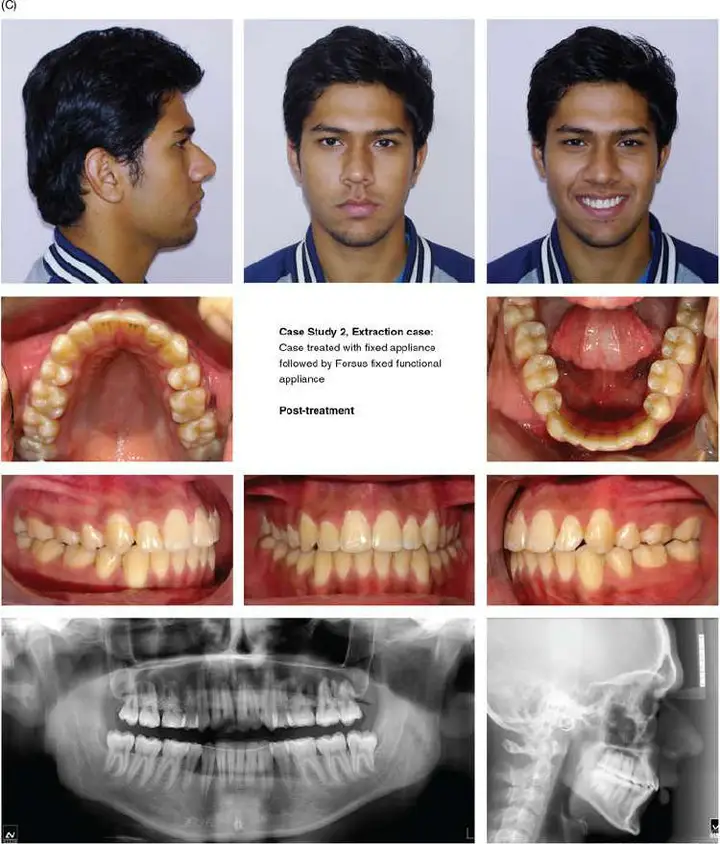 (C)
Case Study 2, Extraction case:
Case treated with fixed appliance
followed by Forsus fixed functional
appliance
Post-treatment
L